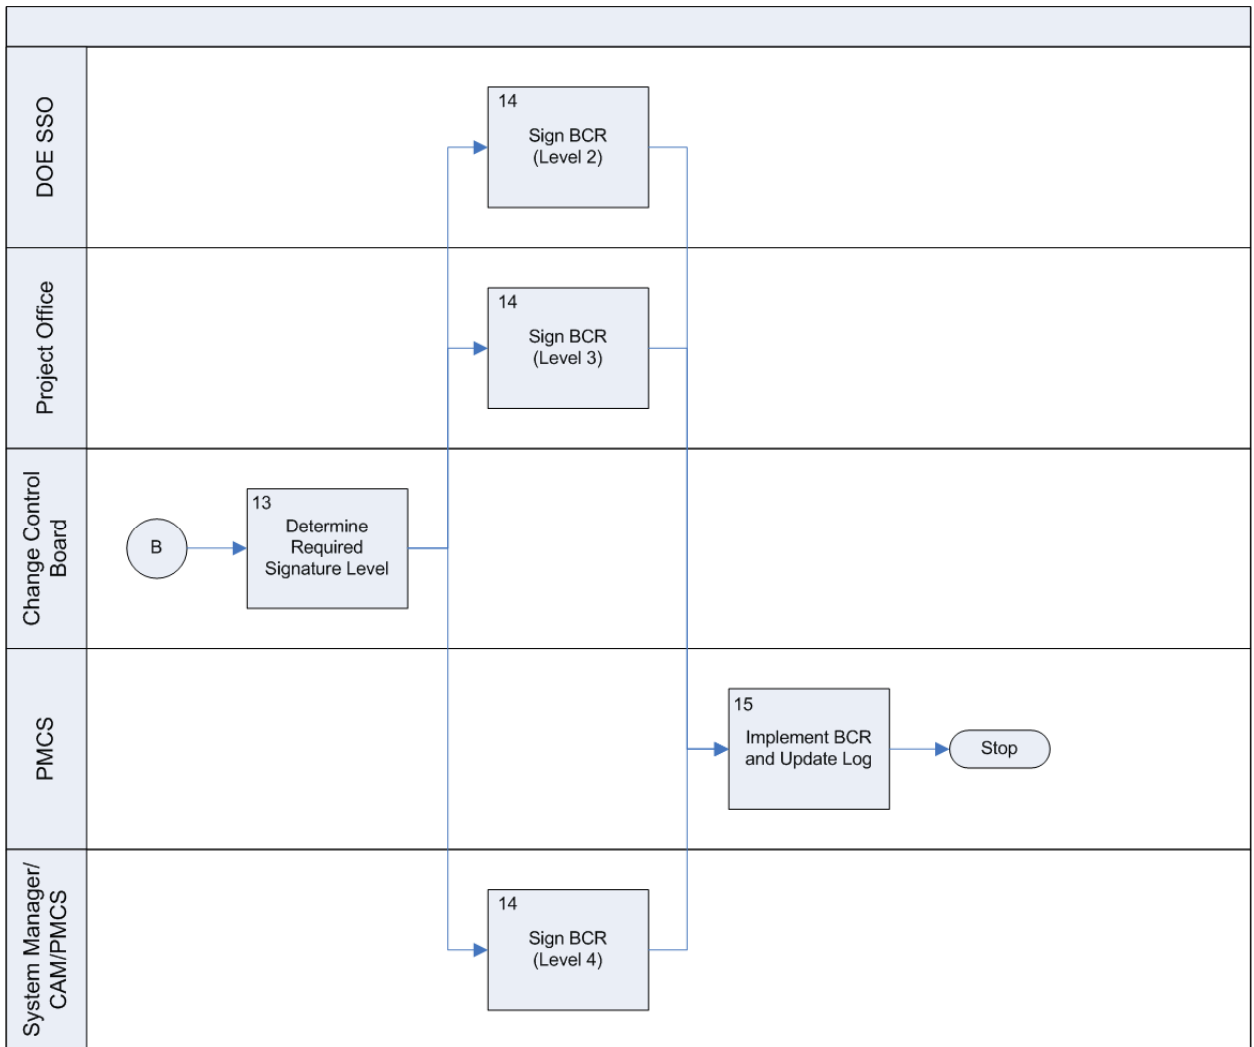 DOE SSO
14
Sign BCR
(Level 2)
Project Office
14
Sign BCR
(Level 3)
Change Control
Board
B
13
Determine
Required
Signature Level
PMCS
15
Implement BCR
and Update Log
Stop
System Manager/
CAM/PMCS
14
Sign BCR
(Level 4)